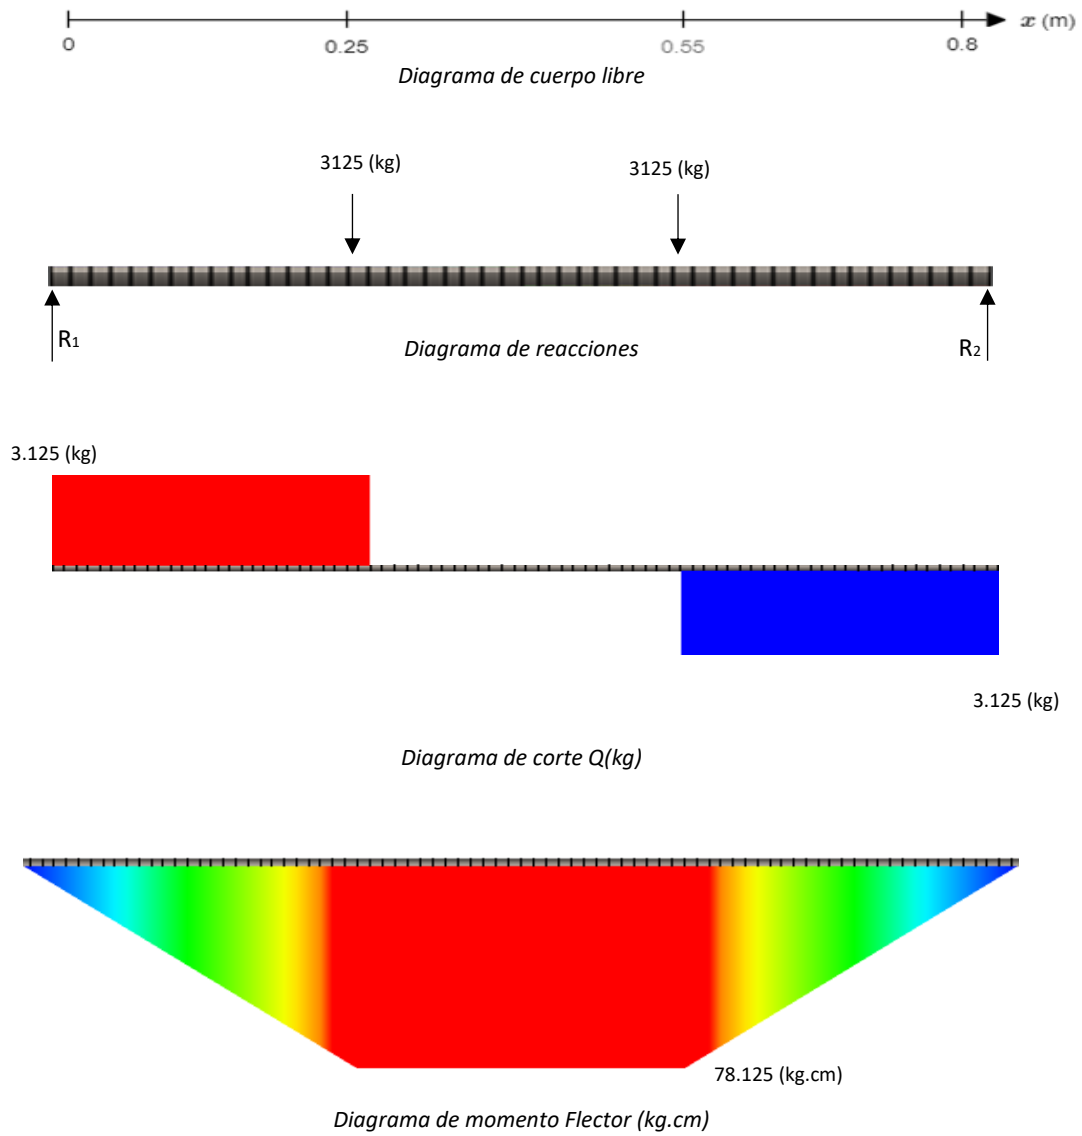 x (m)
0 0.25 0.55 0.8
Diagrama de cuerpo libre
3125 (kg) 3125 (kg)
R1 R2
Diagrama de reacciones
3.125 (kg)
3.125 (kg)
Diagrama de corte Q(kg)
78.125 (kg.cm)
Diagrama de momento Flector (kg.cm)